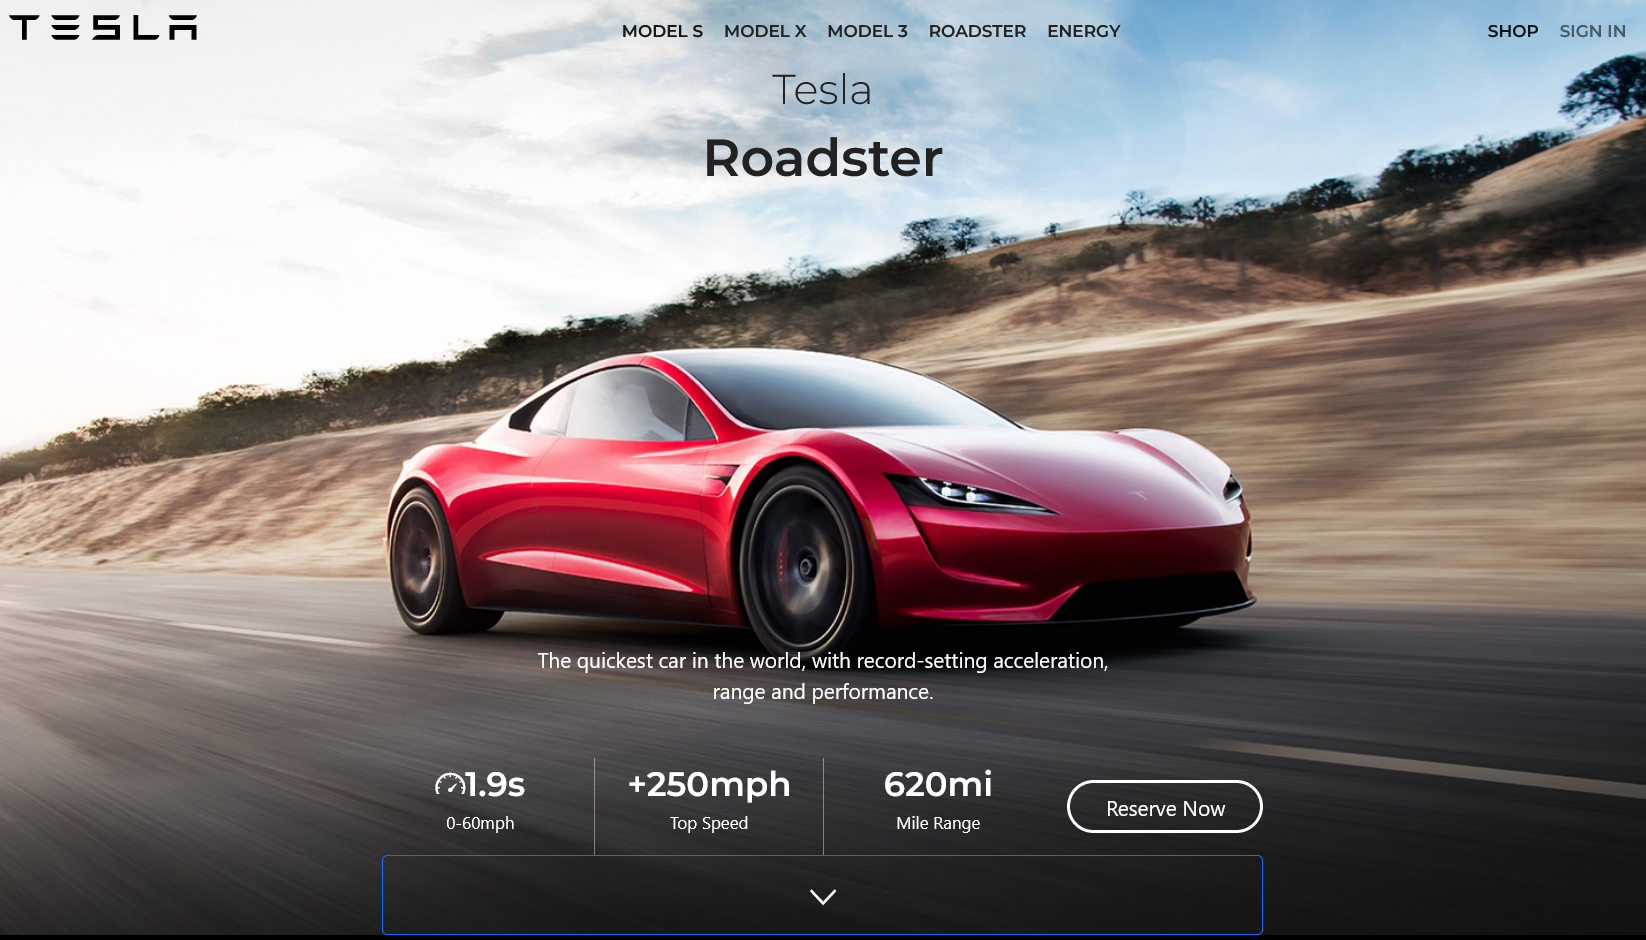 TESLA
MODEL S MODEL X MODEL 3 ROADSTER ENERGY
SHOP SIGN IN
Tesla
Roadster
The quickest car in the world, with record-setting acceleration,
range and performance.
1.9s
0-60mph
+250mph
Top Speed
620mi
Mile Range
Reserve Now